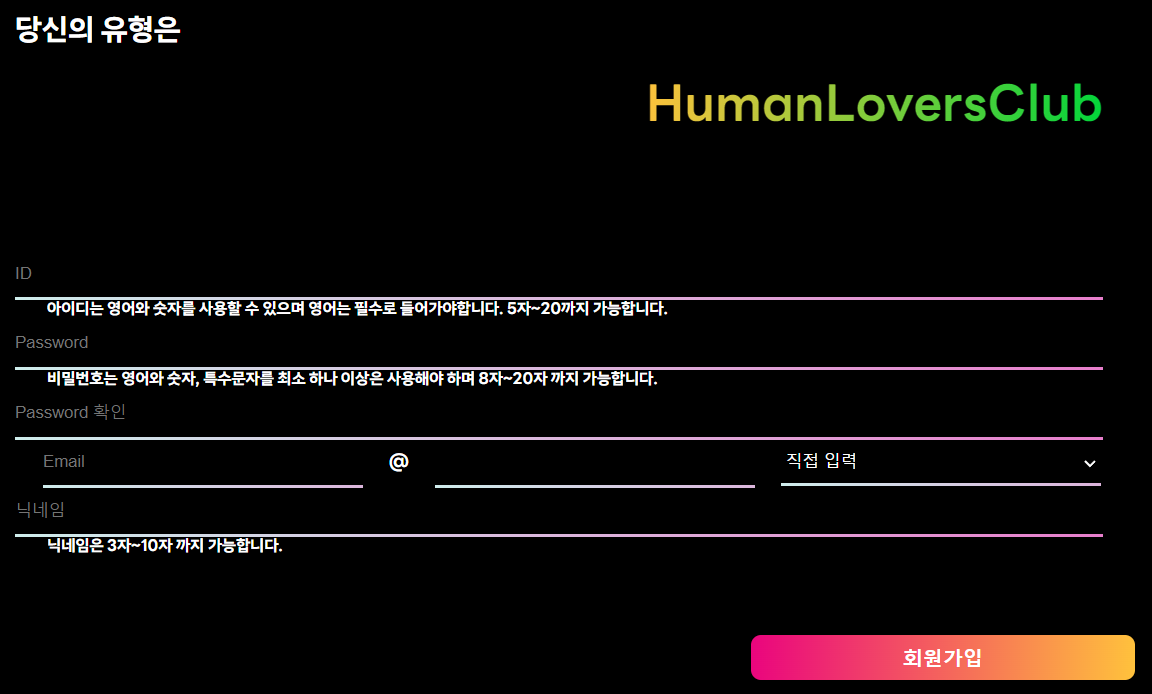 당신의 유형은
HumanLoversClub
ID
아이디는 영어와 숫자를 사용할 수 있으며 영어는 필수로 들어가야합니다. 5자~20까지 가능합니다.
Password
비밀번호는 영어와 숫자, 특수문자를 최소 하나 이상은 사용해야 하며 8자~20자 까지 가능합니다.
Password 확인
Email @ 직접 입력
닉네임
닉네임은 3자~10자 까지 가능합니다.
회원가입